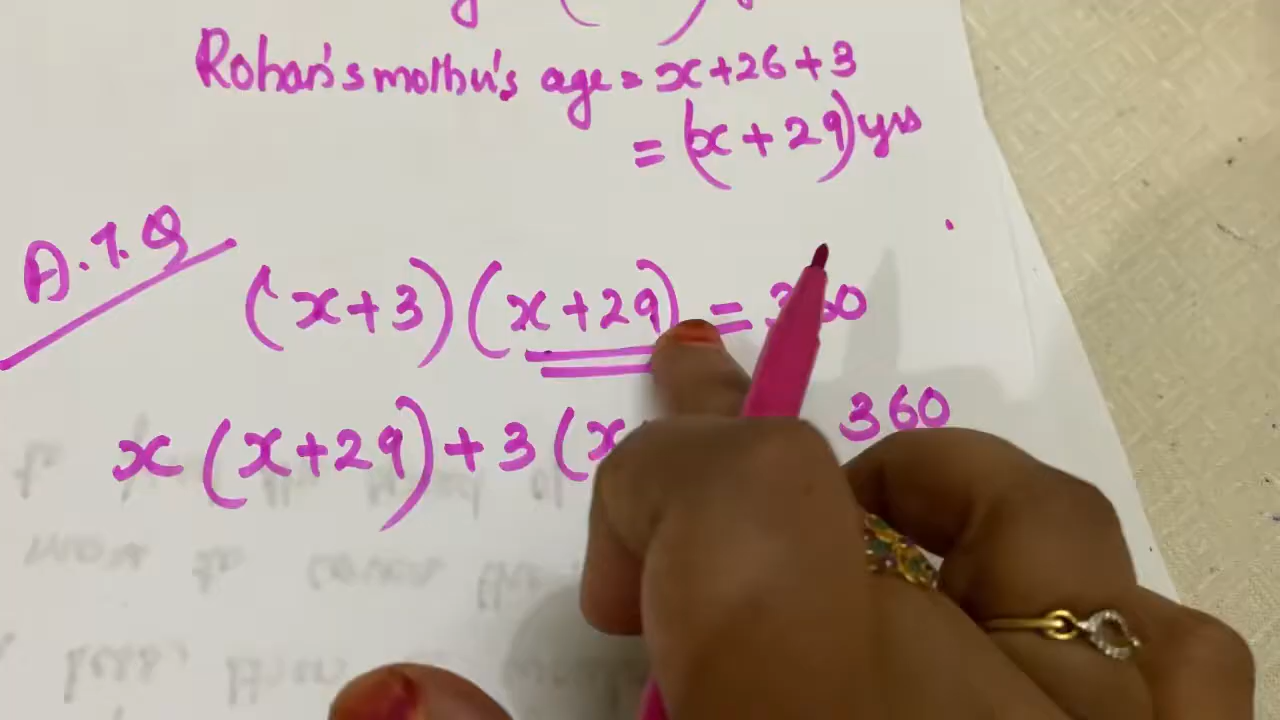 Rohan's mother's age = x+26+3
= (x+29) yrs
A.T.Q
(x+3)(x+29) = 360
x(x+29)+3(x 360